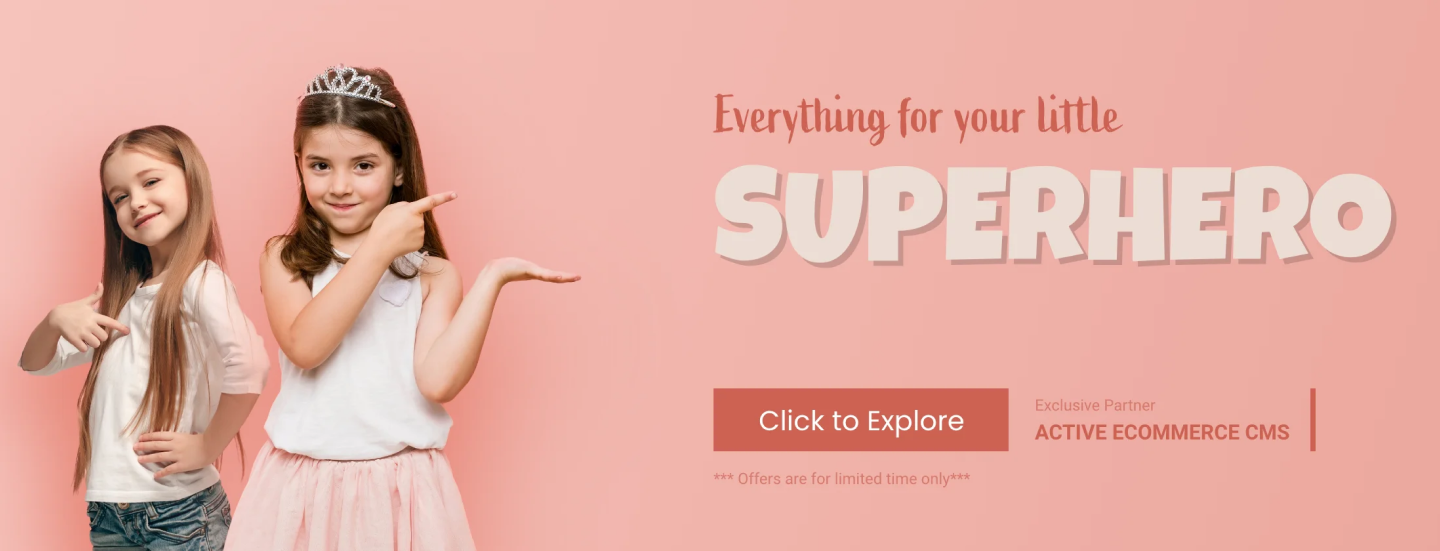 Everything for your little
SUPERHERO
Click to Explore
Exclusive Partner
ACTIVE ECOMMERCE CMS
*** Offers are for limited time only***